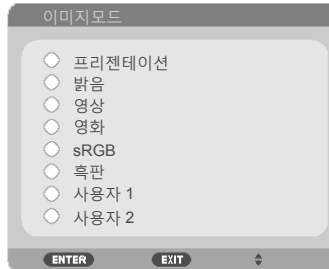 이미지모드
프리젠테이션
밝음
영상
영화
sRGB
흑판
사용자 1
사용자 2
ENTER EXIT